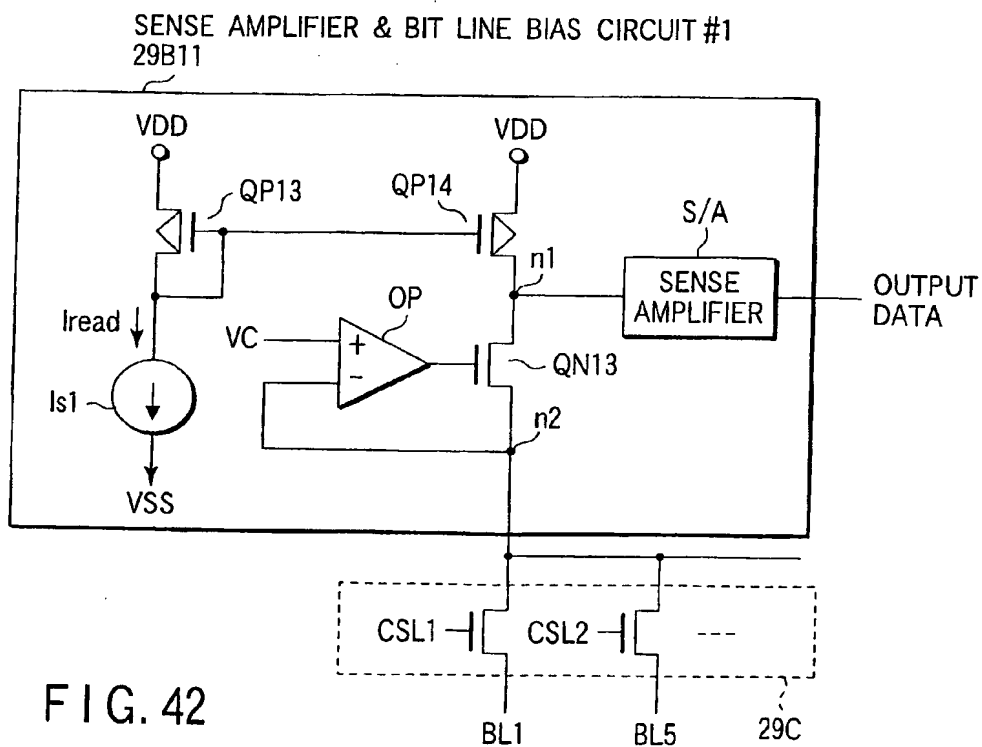 SENSE AMPLIFIER & BIT LINE BIAS CIRCUIT #1
29B11
VDD
VDD
QP13
QP14
S/A
n1
SENSE
AMPLIFIER
OUTPUT
DATA
OP
Iread
VC
+
-
QN13
Is1
n2
VSS
CSL1
CSL2
----
FIG. 42
BL1
BL5
29C